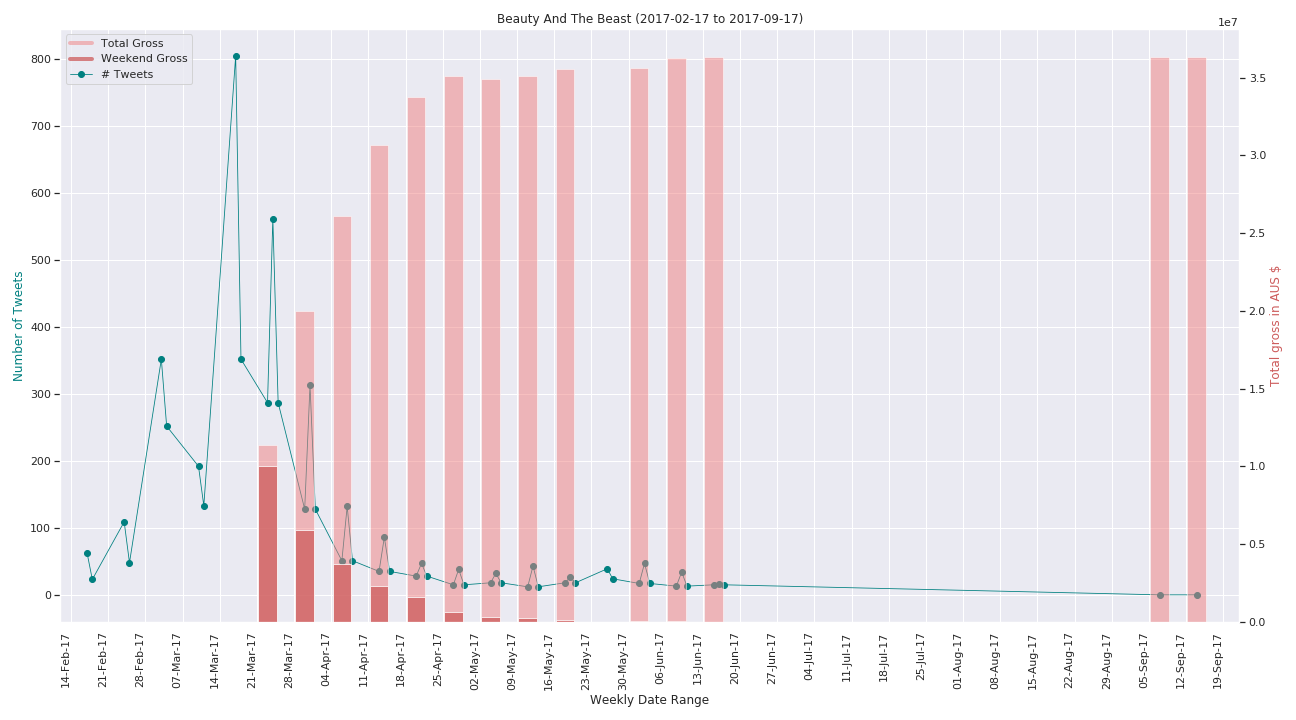 Beauty And The Beast (2017-02-17 to 2017-09-17)
1e7
Total Gross
Weekend Gross
# Tweets
800
700
600
500
400
300
200
100
0
Number of Tweets
3.5
3.0
2.5
2.0
1.5
1.0
0.5
0.0
Total gross in AUS $
14-Feb-17
21-Feb-17
28-Feb-17
07-Mar-17
14-Mar-17
21-Mar-17
28-Mar-17
04-Apr-17
11-Apr-17
18-Apr-17
25-Apr-17
02-May-17
09-May-17
16-May-17
23-May-17
30-May-17
06-Jun-17
13-Jun-17
20-Jun-17
27-Jun-17
04-Jul-17
11-Jul-17
18-Jul-17
25-Jul-17
01-Aug-17
08-Aug-17
15-Aug-17
22-Aug-17
29-Aug-17
05-Sep-17
12-Sep-17
19-Sep-17
Weekly Date Range